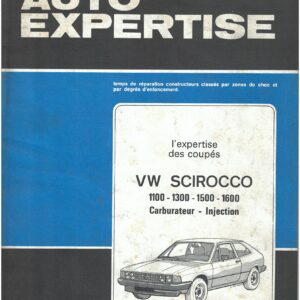 AUTO
EXPERTISE
temps de réparation constructeurs classés par zones de choc et
par degrés d'enfoncement.
l'expertise
des coupés
VW SCIROCCO
1100 - 1300 - 1500 - 1600
Carburateur - Injection